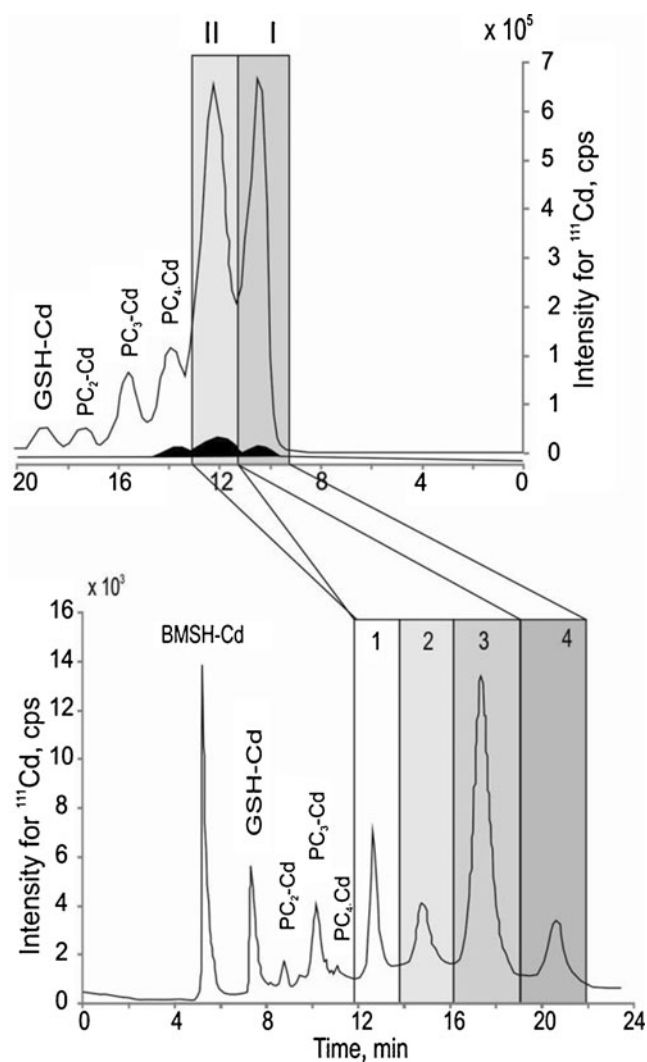 II I
x 10⁵
7
6
5
4
3
2
1
1
0
Intensity for ¹¹¹Cd, cps
GSH-Cd
PC₂-Cd
PC₃-Cd
PC₄.Cd
20 16 12 8 4 0
x 10³
16
14
12
10
8
6
4
2
0
Intensity for ¹¹¹Cd, cps
BMSH-Cd
GSH-Cd
PC₂-Cd
PC₃-Cd
PC₄.Cd
1 2 3 4
0 4 8 12 16 20 24
Time, min